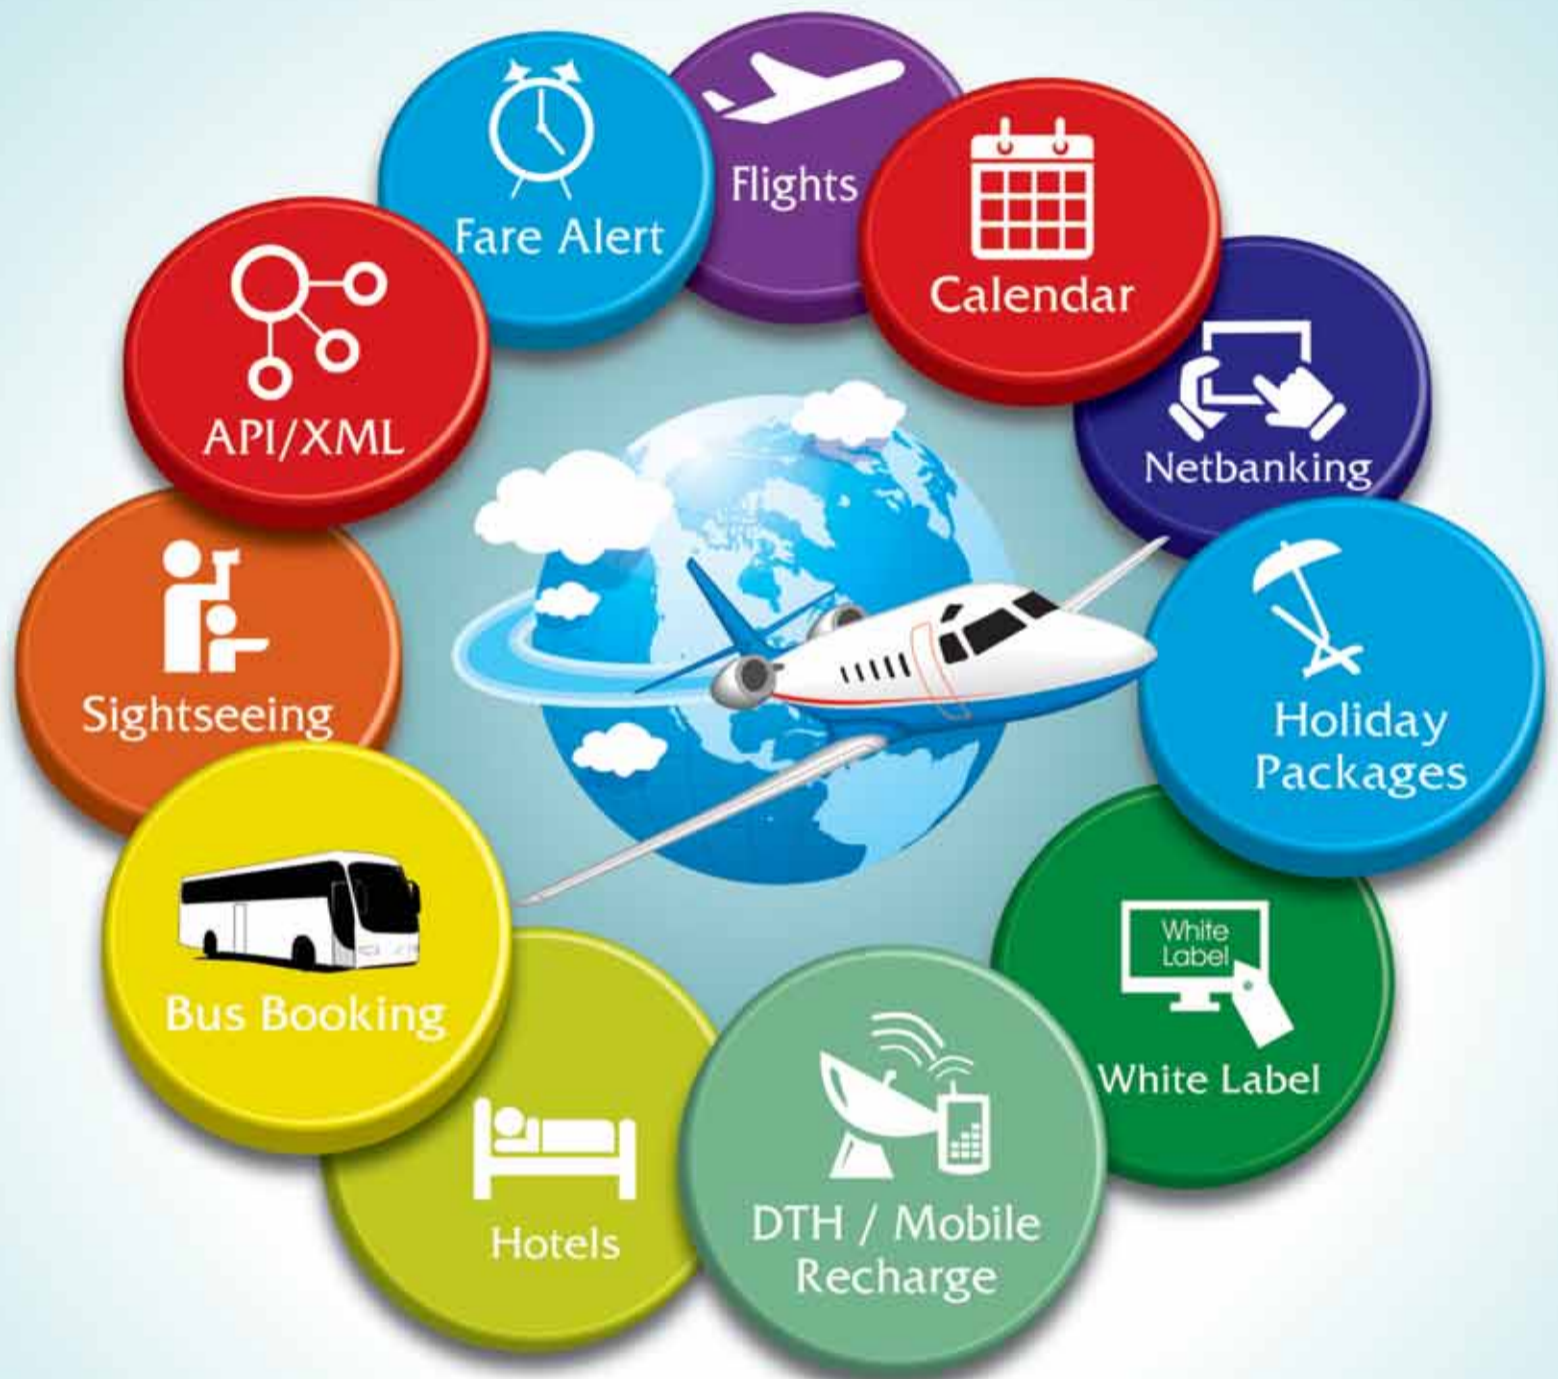 Flights
Fare Alert
Calendar
API/XML
Netbanking
Sightseeing
Holiday
Packages
Bus Booking
White
Label
White Label
Hotels
DTH / Mobile
Recharge